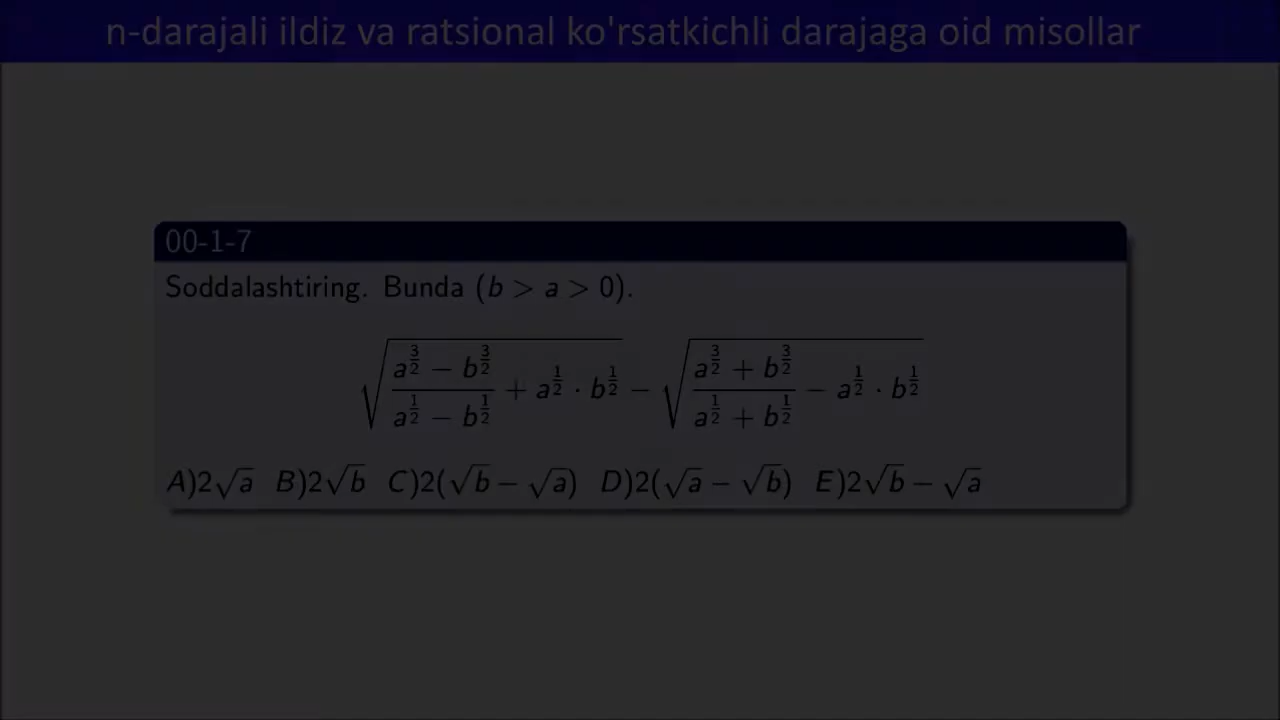 n-darajali ildiz va ratsional ko'rsatkichli darajaga oid misollar
00-1-7
Soddalashtiring. Bunda (b > a > 0).
√((a^(3/2) − b^(3/2))/(a^(1/2) − b^(1/2)) + a^(1/2) · b^(1/2)) − √((a^(3/2) + b^(3/2))/(a^(1/2) + b^(1/2)) − a^(1/2) · b^(1/2))
A)2√a B)2√b C)2(√b − √a) D)2(√a − √b) E)2√b − √a